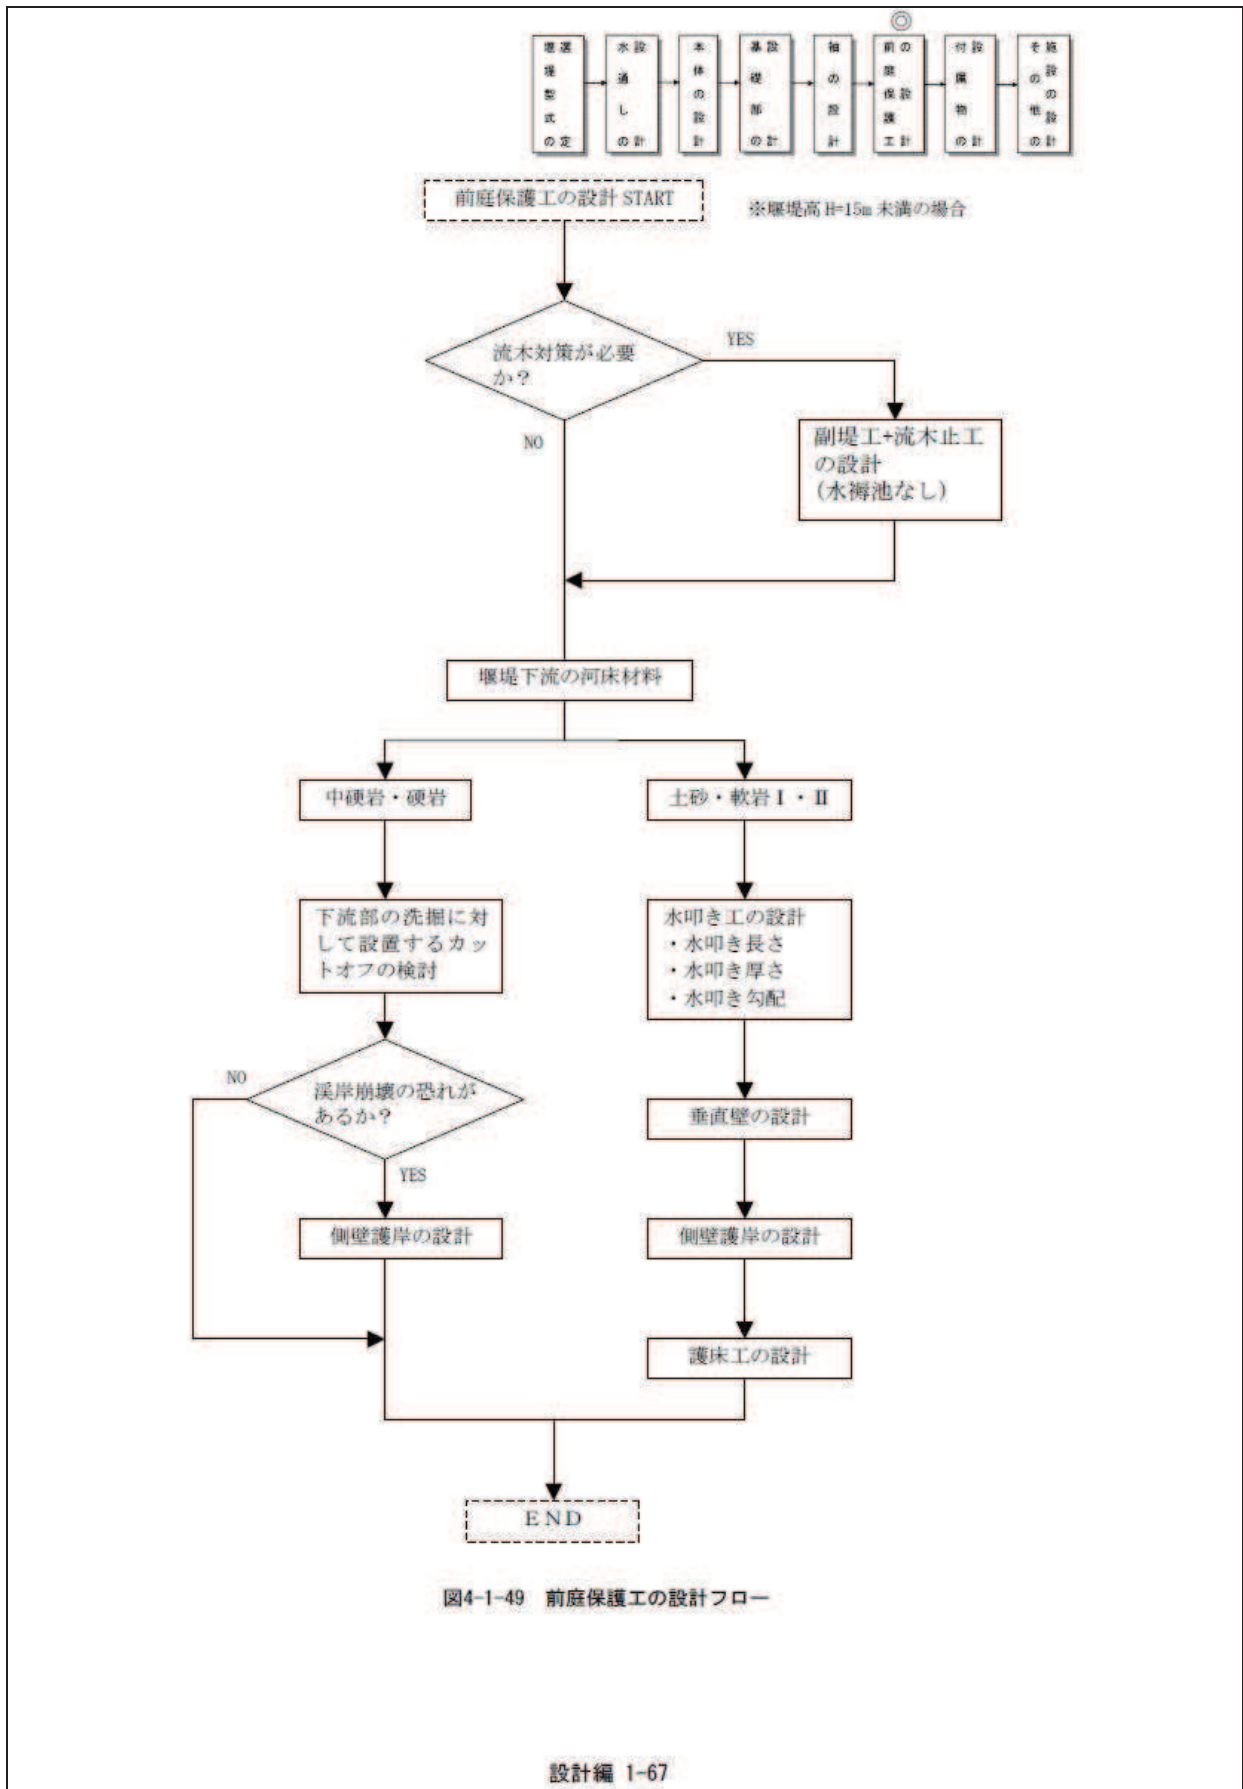 ◎
堰堤型式の選定
水通しの設計
本体の設計
基礎部の設計
袖の設計
前庭保護工の設計
付属物の設計
その他の施設の設計
前庭保護工の設計 START
※堰堤高 H=15m 未満の場合
流木対策が必要
か?
YES
NO
副堤工+流木止工
の設計
(水褥池なし)
堰堤下流の河床材料
中硬岩・硬岩
土砂・軟岩Ⅰ・Ⅱ
下流部の洗掘に対
して設置するカッ
トオフの検討
水叩き工の設計
・水叩き長さ
・水叩き厚さ
・水叩き勾配
NO
渓岸崩壊の恐れが
あるか?
YES
垂直壁の設計
側壁護岸の設計
側壁護岸の設計
護床工の設計
END
図4-1-49 前庭保護工の設計フロー
設計編 1-67